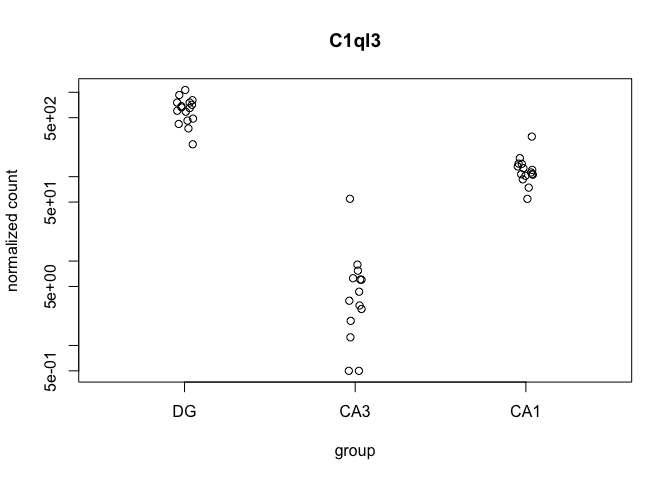 C1ql3
normalized count
5e+02
5e+01
5e+00
5e-01
DG CA3 CA1
group